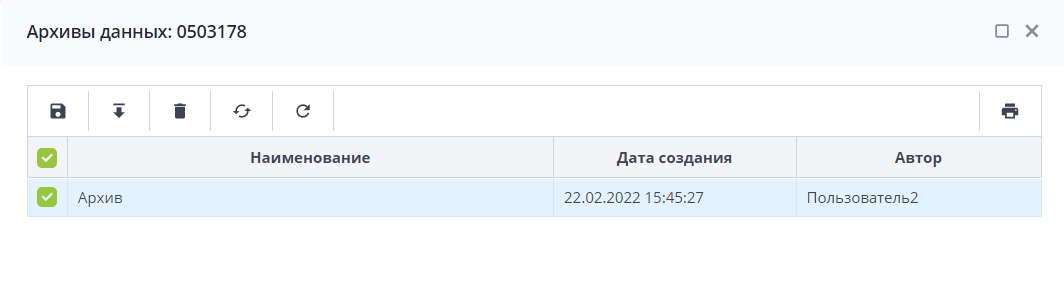 Архивы данных: 0503178
Наименование Дата создания Автор
Архив 22.02.2022 15:45:27 Пользователь2